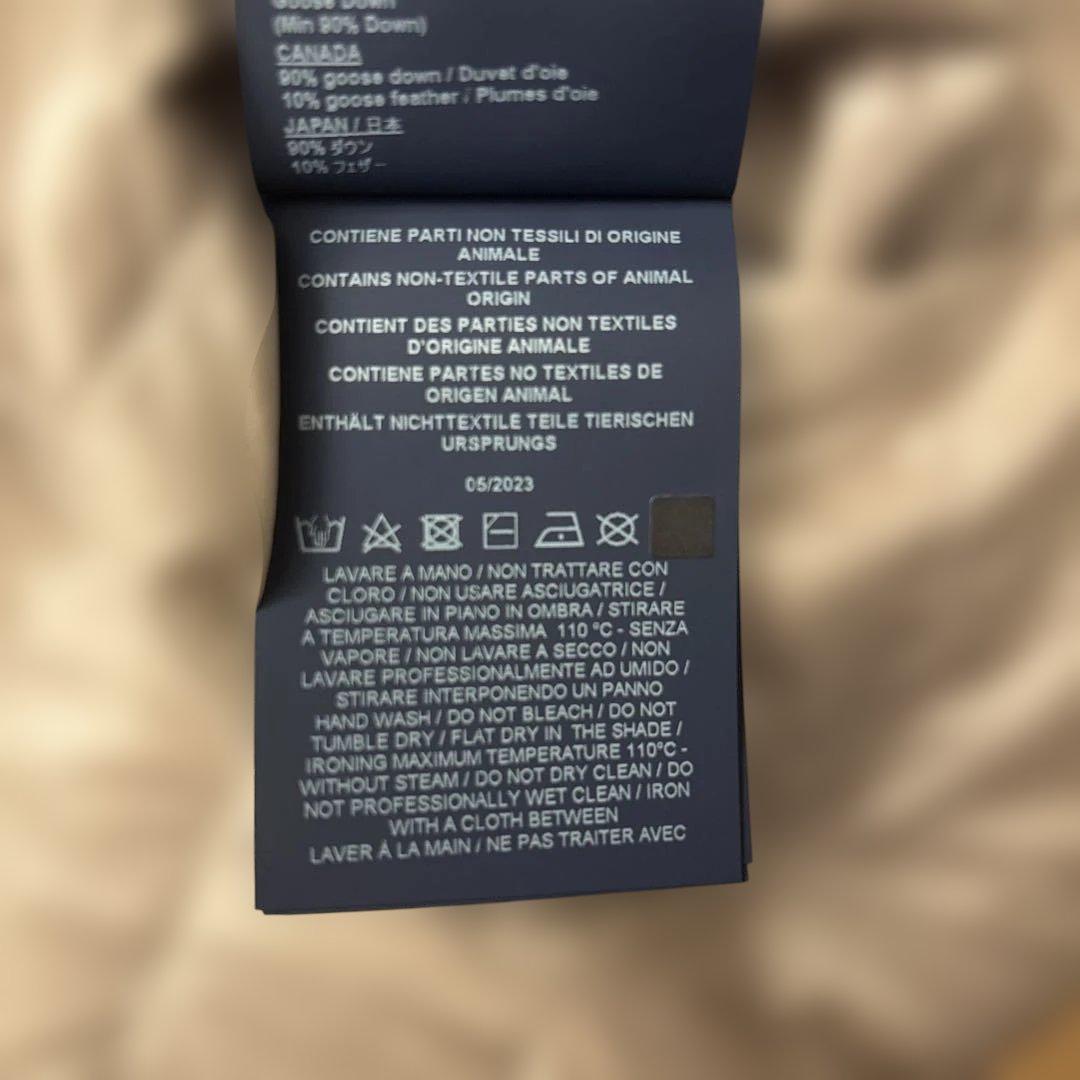 Goose Down
(Min 90% Down)
CANADA
90% goose down / Duvet d'oie
10% goose feather / Plumes d'oie
JAPAN / 日本
90% ダウン
10% フェザー
CONTIENE PARTI NON TESSILI DI ORIGINE
ANIMALE
CONTAINS NON-TEXTILE PARTS OF ANIMAL
ORIGIN
CONTIENT DES PARTIES NON TEXTILES
D'ORIGINE ANIMALE
CONTIENE PARTES NO TEXTILES DE
ORIGEN ANIMAL
ENTHÄLT NICHTTEXTILE TEILE TIERISCHEN
URSPRUNGS
05/2023
LAVARE A MANO / NON TRATTARE CON
CLORO / NON USARE ASCIUGATRICE /
ASCIUGARE IN PIANO IN OMBRA / STIRARE
A TEMPERATURA MASSIMA 110 °C - SENZA
VAPORE / NON LAVARE A SECCO / NON
LAVARE PROFESSIONALMENTE AD UMIDO /
STIRARE INTERPONENDO UN PANNO
HAND WASH / DO NOT BLEACH / DO NOT
TUMBLE DRY / FLAT DRY IN THE SHADE /
IRONING MAXIMUM TEMPERATURE 110°C -
WITHOUT STEAM / DO NOT DRY CLEAN / DO
NOT PROFESSIONALLY WET CLEAN / IRON
WITH A CLOTH BETWEEN
LAVER À LA MAIN / NE PAS TRAITER AVEC